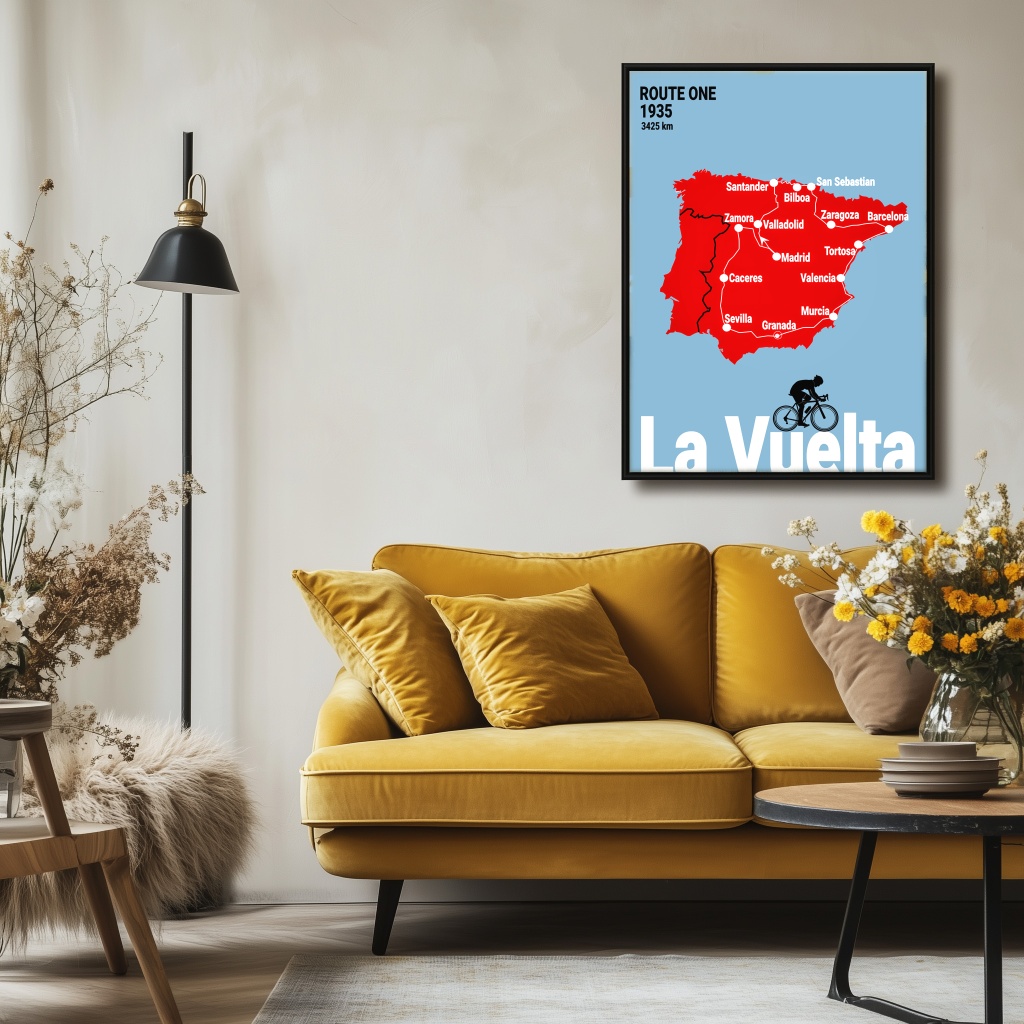 ROUTE ONE
1935
3425 km
Santander
San Sebastian
Bilboa
Zamora
Valladolid
Zaragoza
Barcelona
Tortosa
Madrid
Caceres
Valencia
Murcia
Sevilla
Granada
La Vuelta